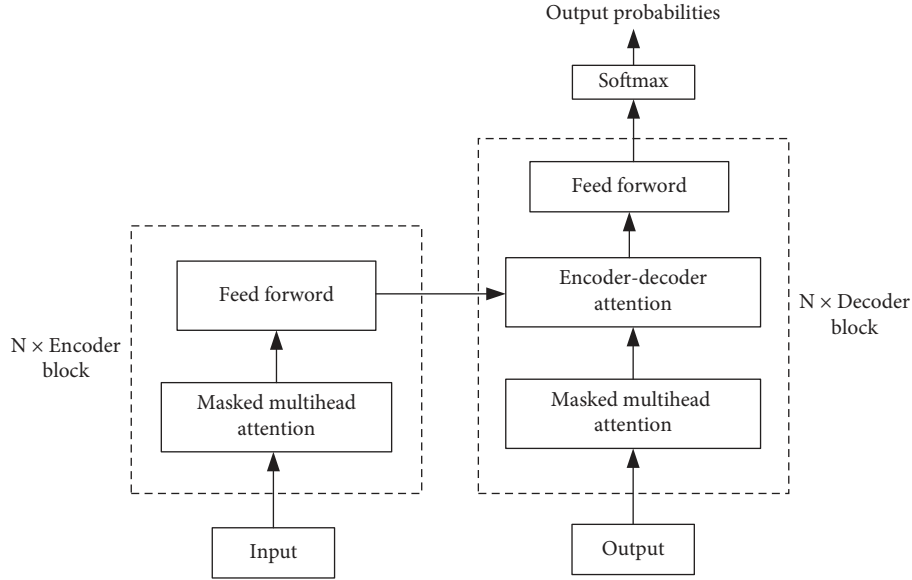 Output probabilities
Softmax
Feed forword
Encoder-decoder
attention
N × Decoder
block
Masked multihead
attention
Output
Feed forword
N × Encoder
block
Masked multihead
attention
Input